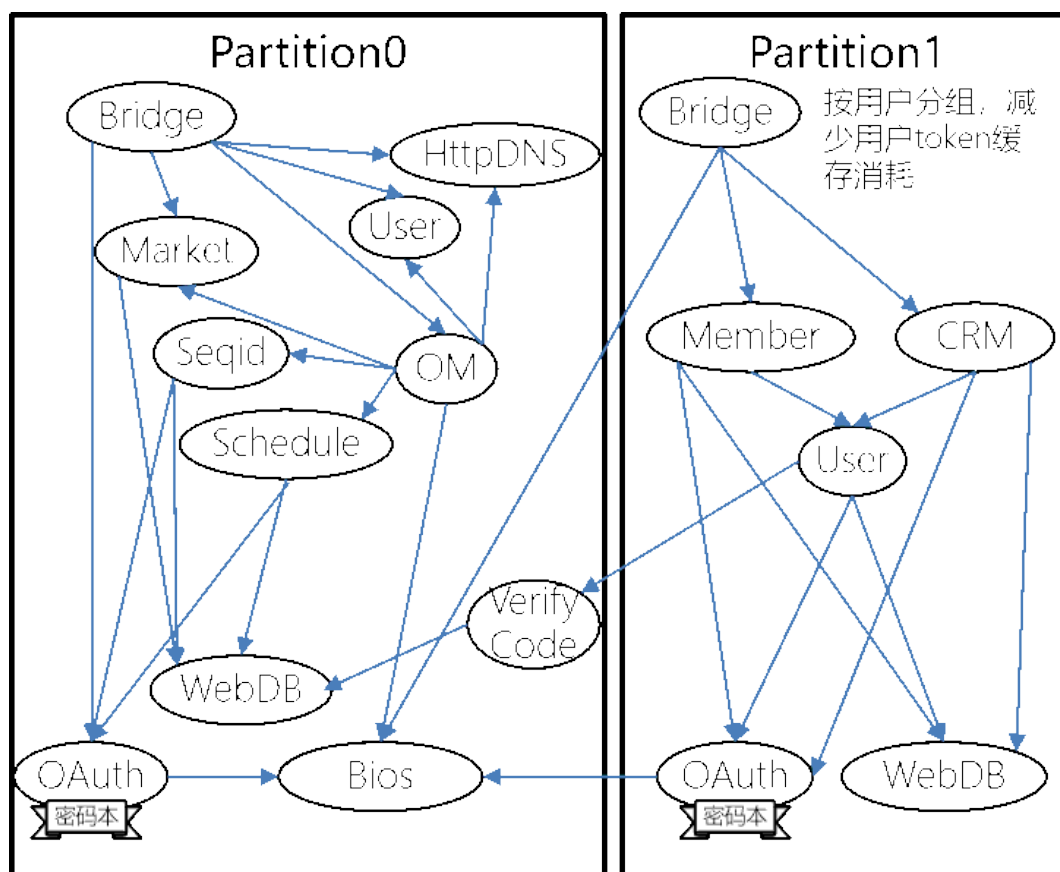 Partition0
Bridge
HttpDNS
User
Market
Seqid
OM
Schedule
Verify
Code
WebDB
OAuth
密码本
Bios
Partition1
Bridge
按用户分组，减
少用户token缓
存消耗
Member
CRM
User
OAuth
密码本
WebDB